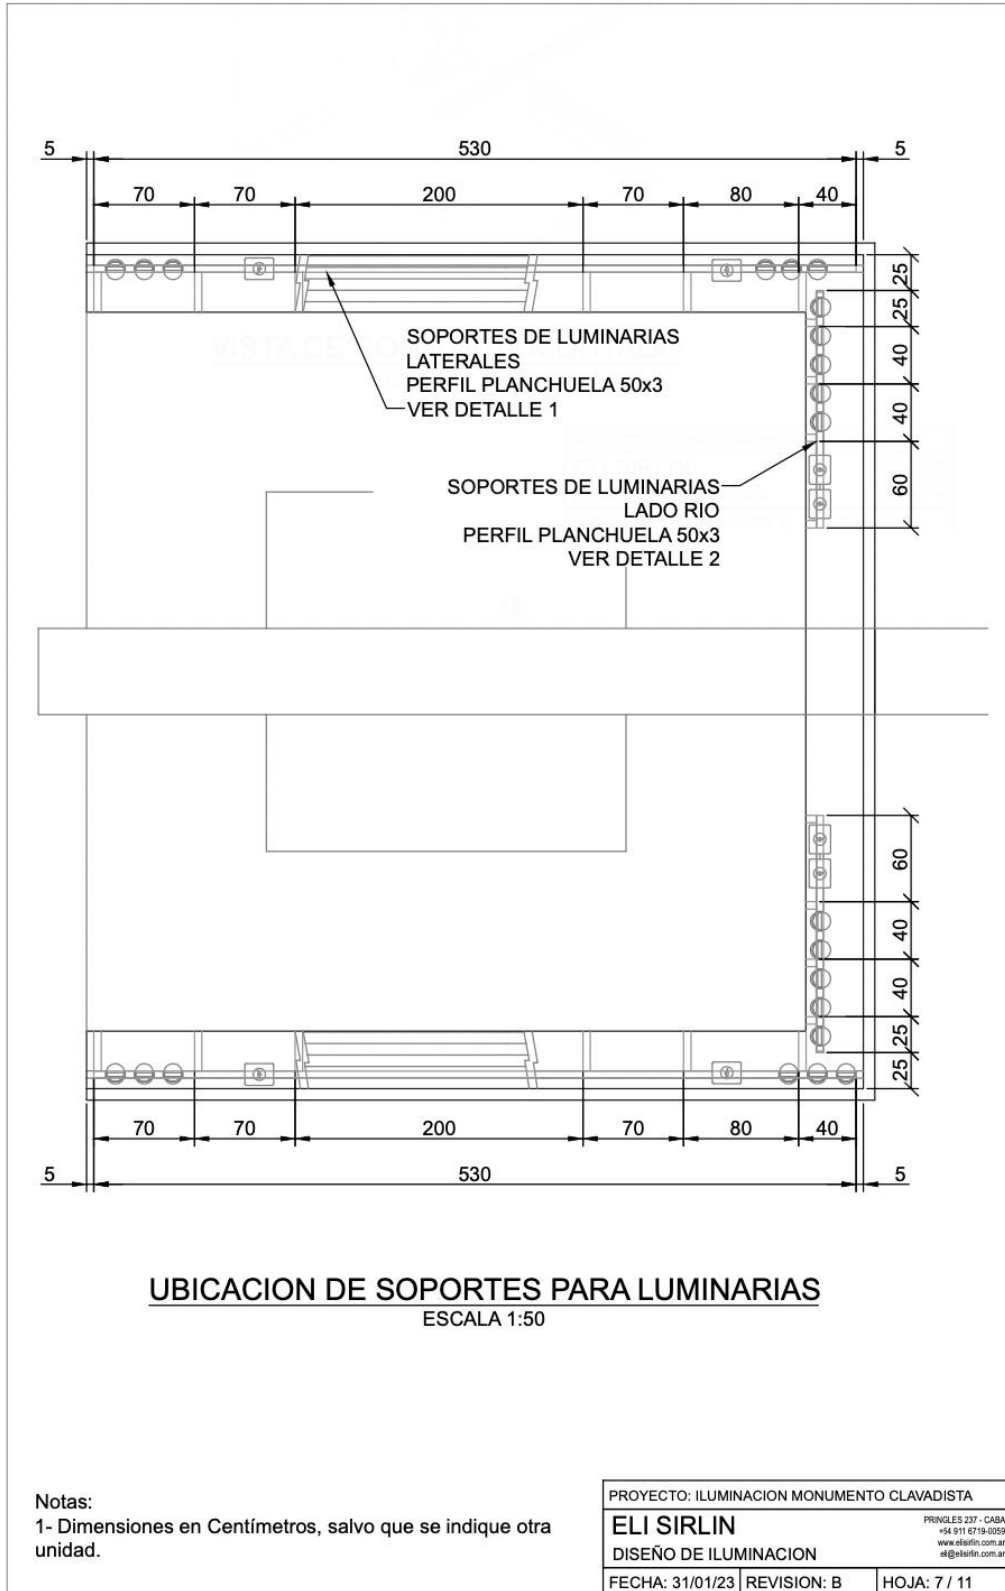 5 530 5
70 70 200 70 80 40
25
25
40
40
60
SOPORTES DE LUMINARIAS
LATERALES
PERFIL PLANCHUELA 50x3
VER DETALLE 1
SOPORTES DE LUMINARIAS
LADO RIO
PERFIL PLANCHUELA 50x3
VER DETALLE 2
60
40
40
25
25
70 70 200 70 80 40
5 530 5
UBICACION DE SOPORTES PARA LUMINARIAS
ESCALA 1:50
Notas:
1- Dimensiones en Centímetros, salvo que se indique otra
unidad.
PROYECTO: ILUMINACION MONUMENTO CLAVADISTA
ELI SIRLIN
DISEÑO DE ILUMINACION
PRINGLES 237 - CABA
+54 911 6719-0059
www.elisirlin.com.ar
eli@elisirlin.com.ar
FECHA: 31/01/23 REVISION: B HOJA: 7 / 11